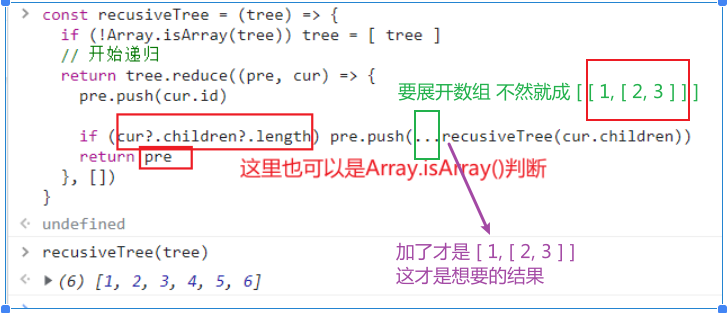 const recusiveTree = (tree) => {
if (!Array.isArray(tree)) tree = [ tree ]
// 开始递归
return tree.reduce((pre, cur) => {
pre.push(cur.id)
要展开数组 不然就成 [ [ 1, [ 2, 3 ] ] ]
if (cur?.children?.length) pre.push(...recusiveTree(cur.children))
return pre
这里也可以是Array.isArray()判断
}, [])
}
undefined
recusiveTree(tree)
加了才是 [ 1, [ 2, 3 ] ]
这才是想要的结果
(6) [1, 2, 3, 4, 5, 6]